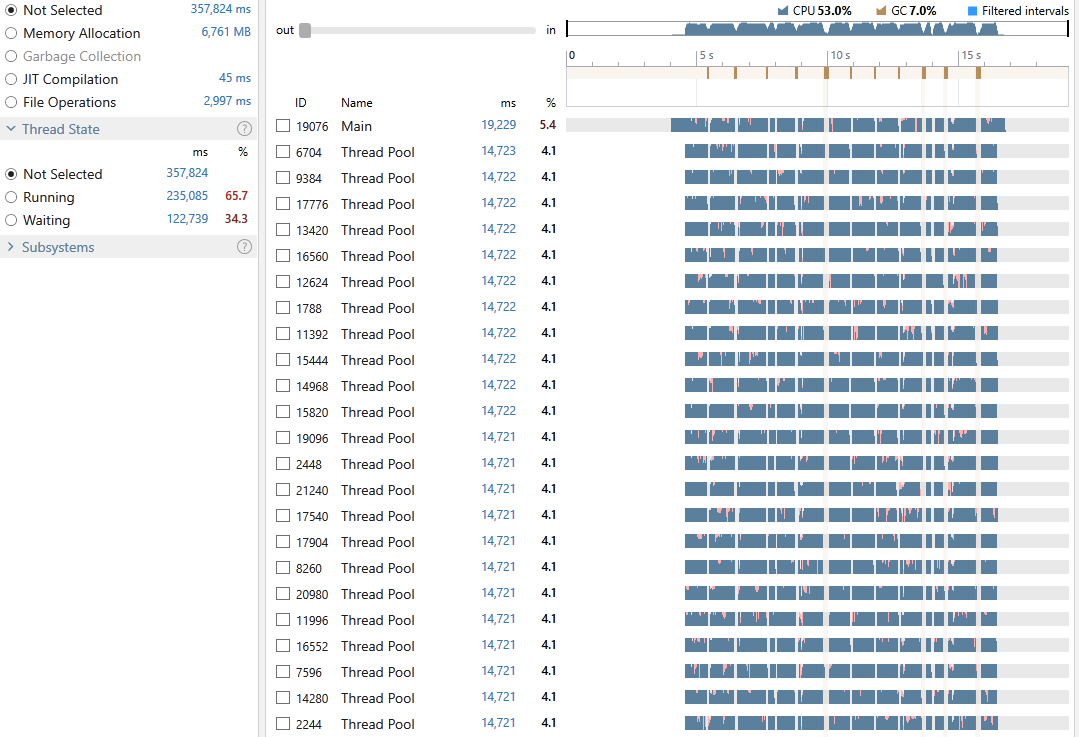 Not Selected 357,824 ms
Memory Allocation 6,761 MB
Garbage Collection
JIT Compilation 45 ms
File Operations 2,997 ms
Thread State ?
ms %
Not Selected 357,824
Running 235,085 65.7
Waiting 122,739 34.3
Subsystems ?
CPU 53.0% GC 7.0% Filtered intervals
out in
0 5 s 10 s 15 s
ID Name ms %
19076 Main 19,229 5.4
6704 Thread Pool 14,723 4.1
9384 Thread Pool 14,722 4.1
17776 Thread Pool 14,722 4.1
13420 Thread Pool 14,722 4.1
16560 Thread Pool 14,722 4.1
12624 Thread Pool 14,722 4.1
1788 Thread Pool 14,722 4.1
11392 Thread Pool 14,722 4.1
15444 Thread Pool 14,722 4.1
14968 Thread Pool 14,722 4.1
15820 Thread Pool 14,722 4.1
19096 Thread Pool 14,721 4.1
2448 Thread Pool 14,721 4.1
21240 Thread Pool 14,721 4.1
17540 Thread Pool 14,721 4.1
17904 Thread Pool 14,721 4.1
8260 Thread Pool 14,721 4.1
20980 Thread Pool 14,721 4.1
11996 Thread Pool 14,721 4.1
16552 Thread Pool 14,721 4.1
7596 Thread Pool 14,721 4.1
14280 Thread Pool 14,721 4.1
2244 Thread Pool 14,721 4.1